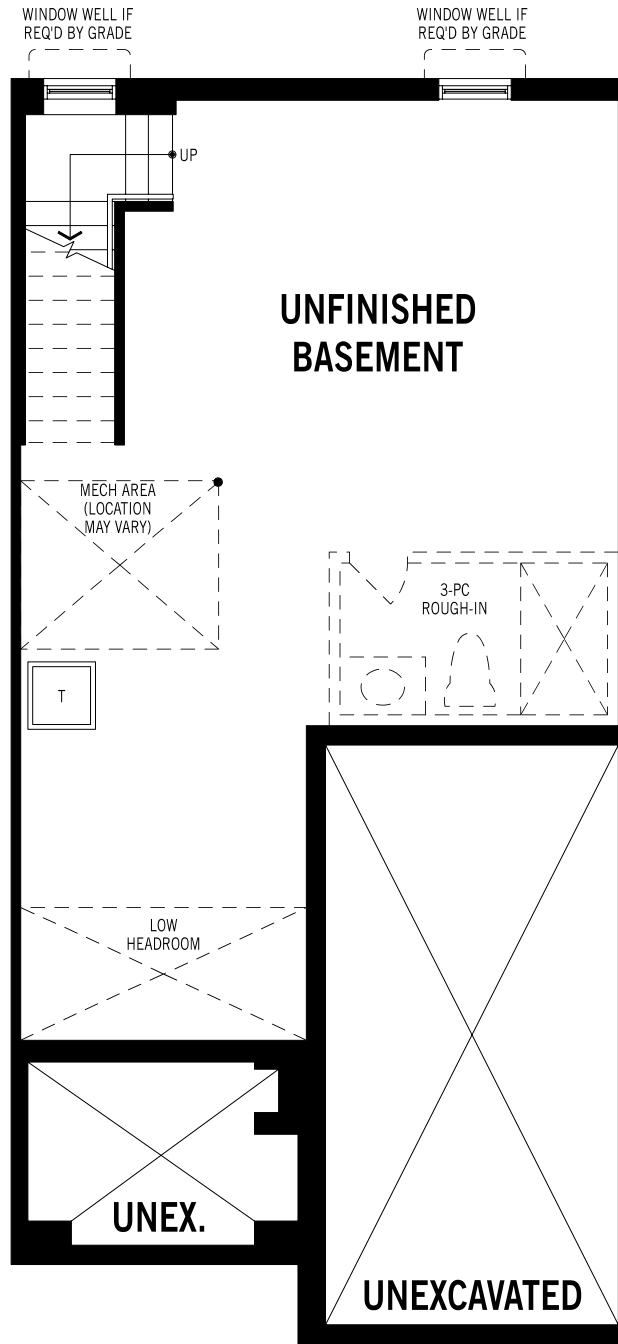 WINDOW WELL IF
REQ'D BY GRADE
WINDOW WELL IF
REQ'D BY GRADE
UP
UNFINISHED
BASEMENT
MECH AREA
(LOCATION
MAY VARY)
3-PC
ROUGH-IN
T
LOW
HEADROOM
UNEX.
UNEXCAVATED